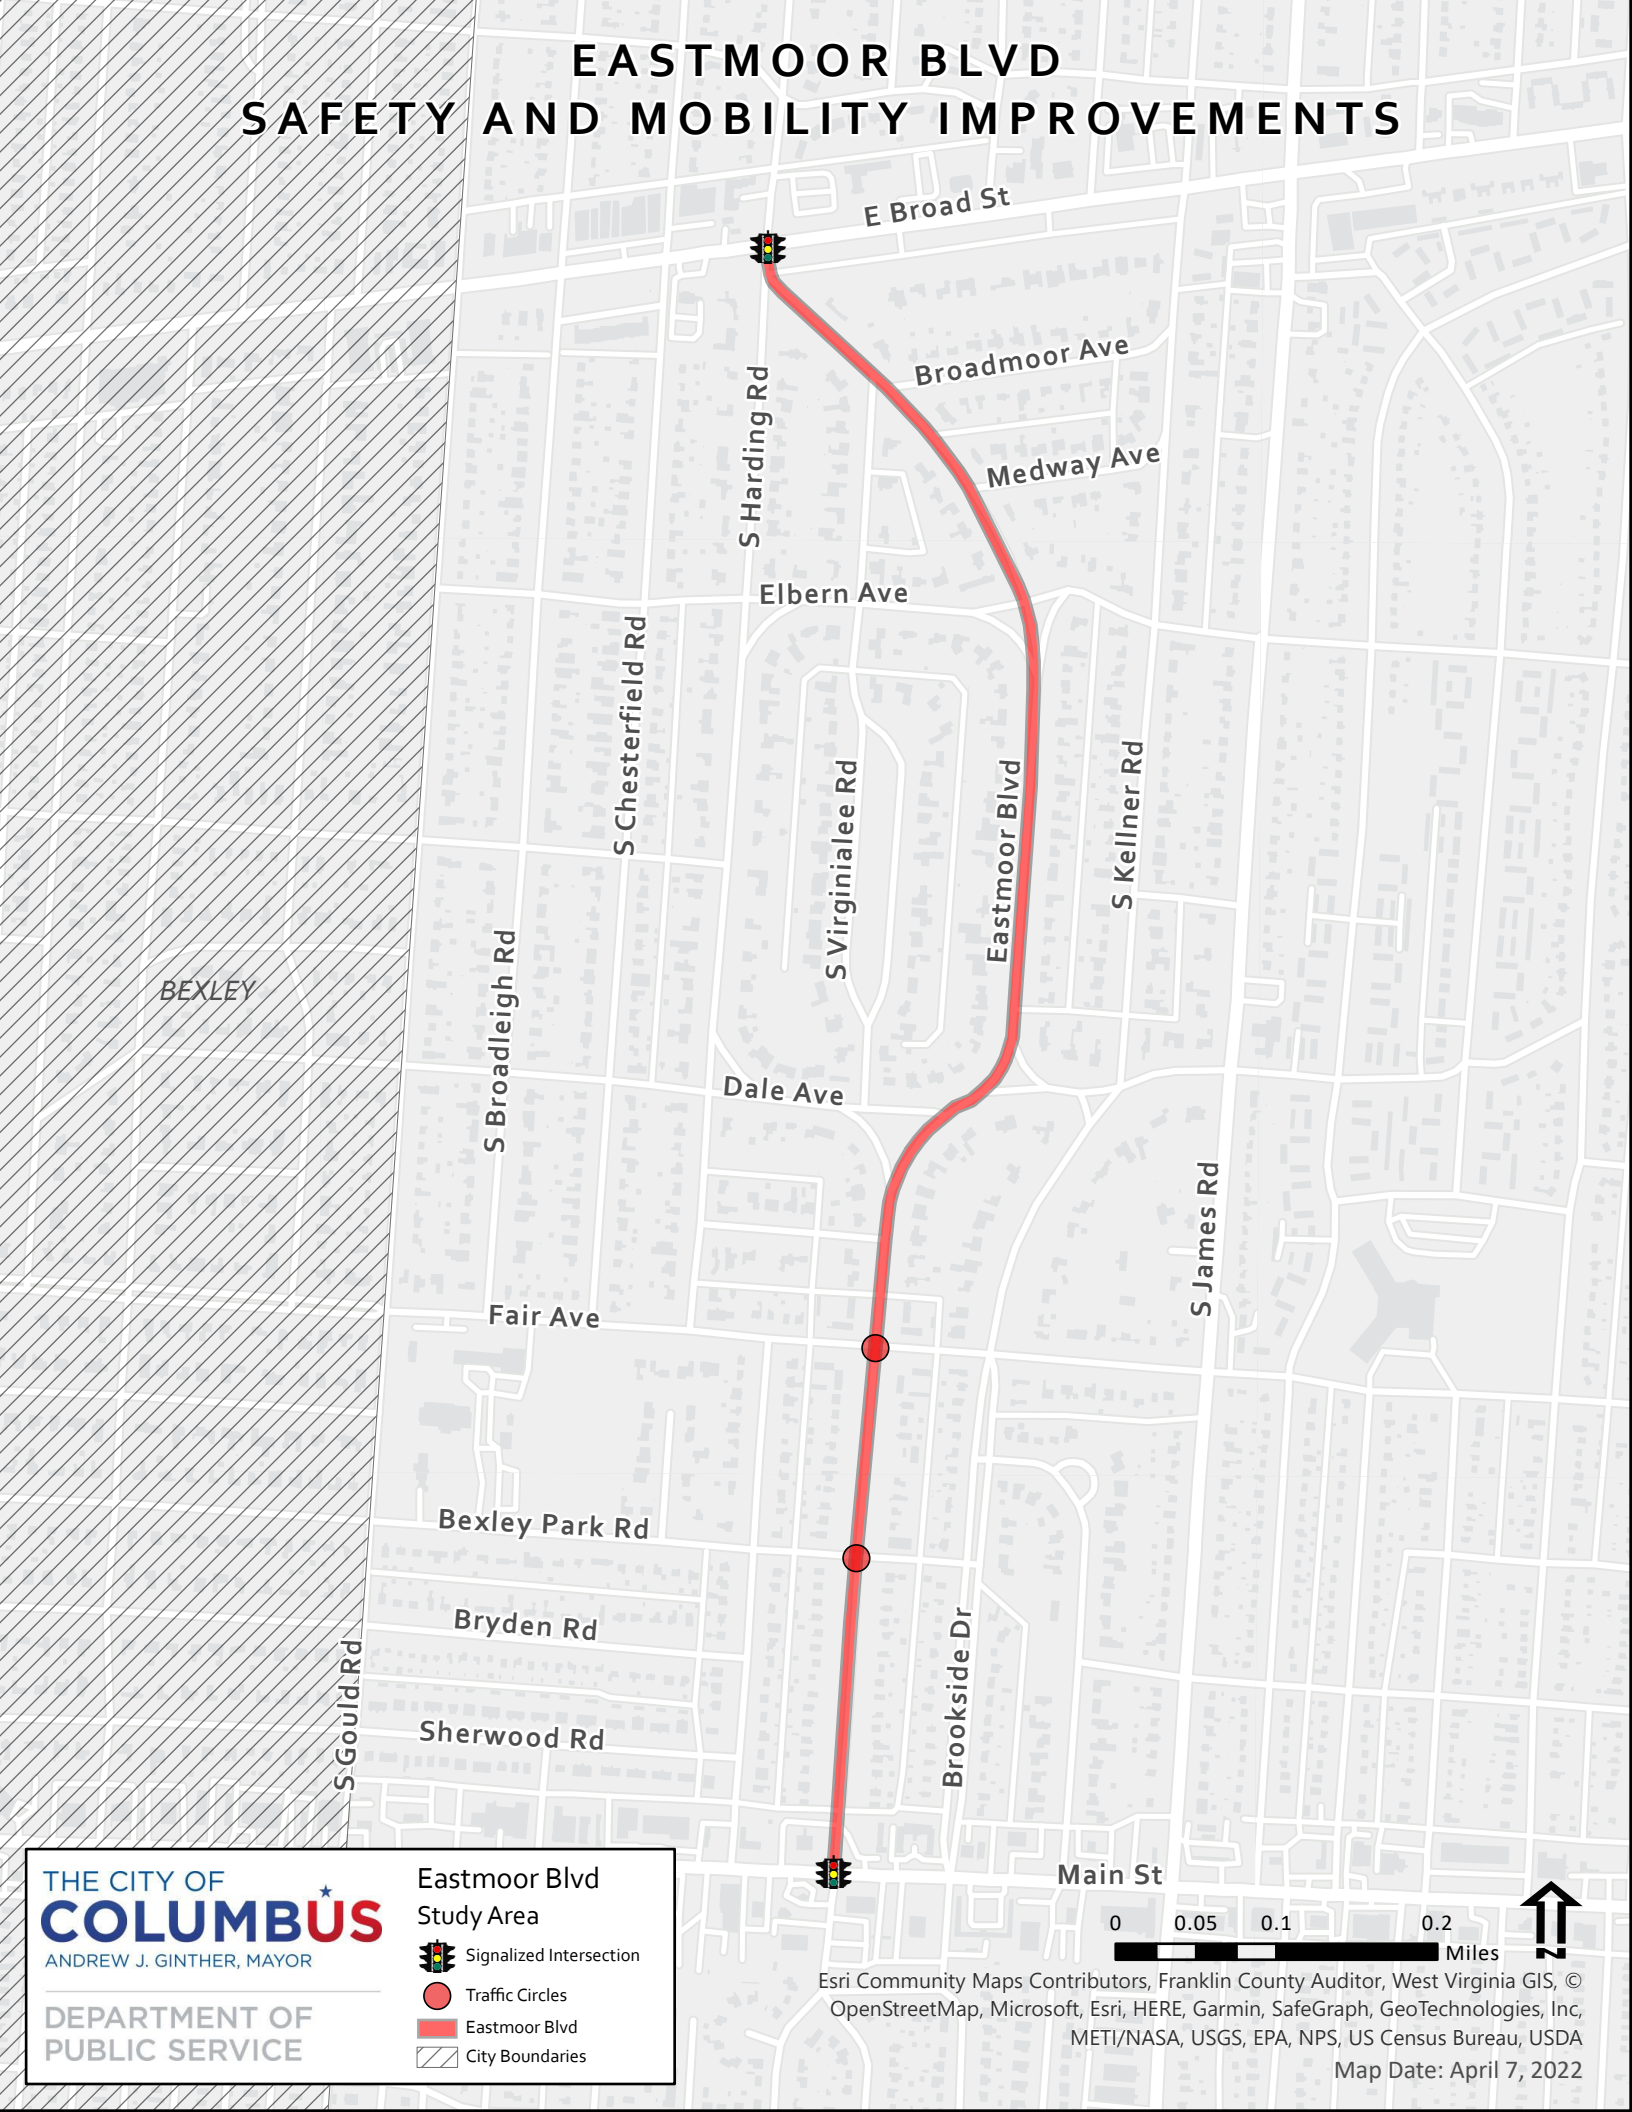 EASTMOOR BLVD
SAFETY AND MOBILITY IMPROVEMENTS
E Broad St
Broadmoor Ave
S Harding Rd
Medway Ave
Elbern Ave
S Chesterfield Rd
S Virginialee Rd
Eastmoor Blvd
S Kellner Rd
S Broadleigh Rd
BEXLEY
Dale Ave
S James Rd
Fair Ave
Bexley Park Rd
Bryden Rd
S Gould Rd
Brookside Dr
Sherwood Rd
Main St
THE CITY OF
COLUMBUS
ANDREW J. GINTHER, MAYOR
DEPARTMENT OF
PUBLIC SERVICE
Eastmoor Blvd
Study Area
Signalized Intersection
Traffic Circles
Eastmoor Blvd
City Boundaries
0 0.05 0.1 0.2
Miles
N
Esri Community Maps Contributors, Franklin County Auditor, West Virginia GIS, ©
OpenStreetMap, Microsoft, Esri, HERE, Garmin, SafeGraph, GeoTechnologies, Inc,
METI/NASA, USGS, EPA, NPS, US Census Bureau, USDA
Map Date: April 7, 2022